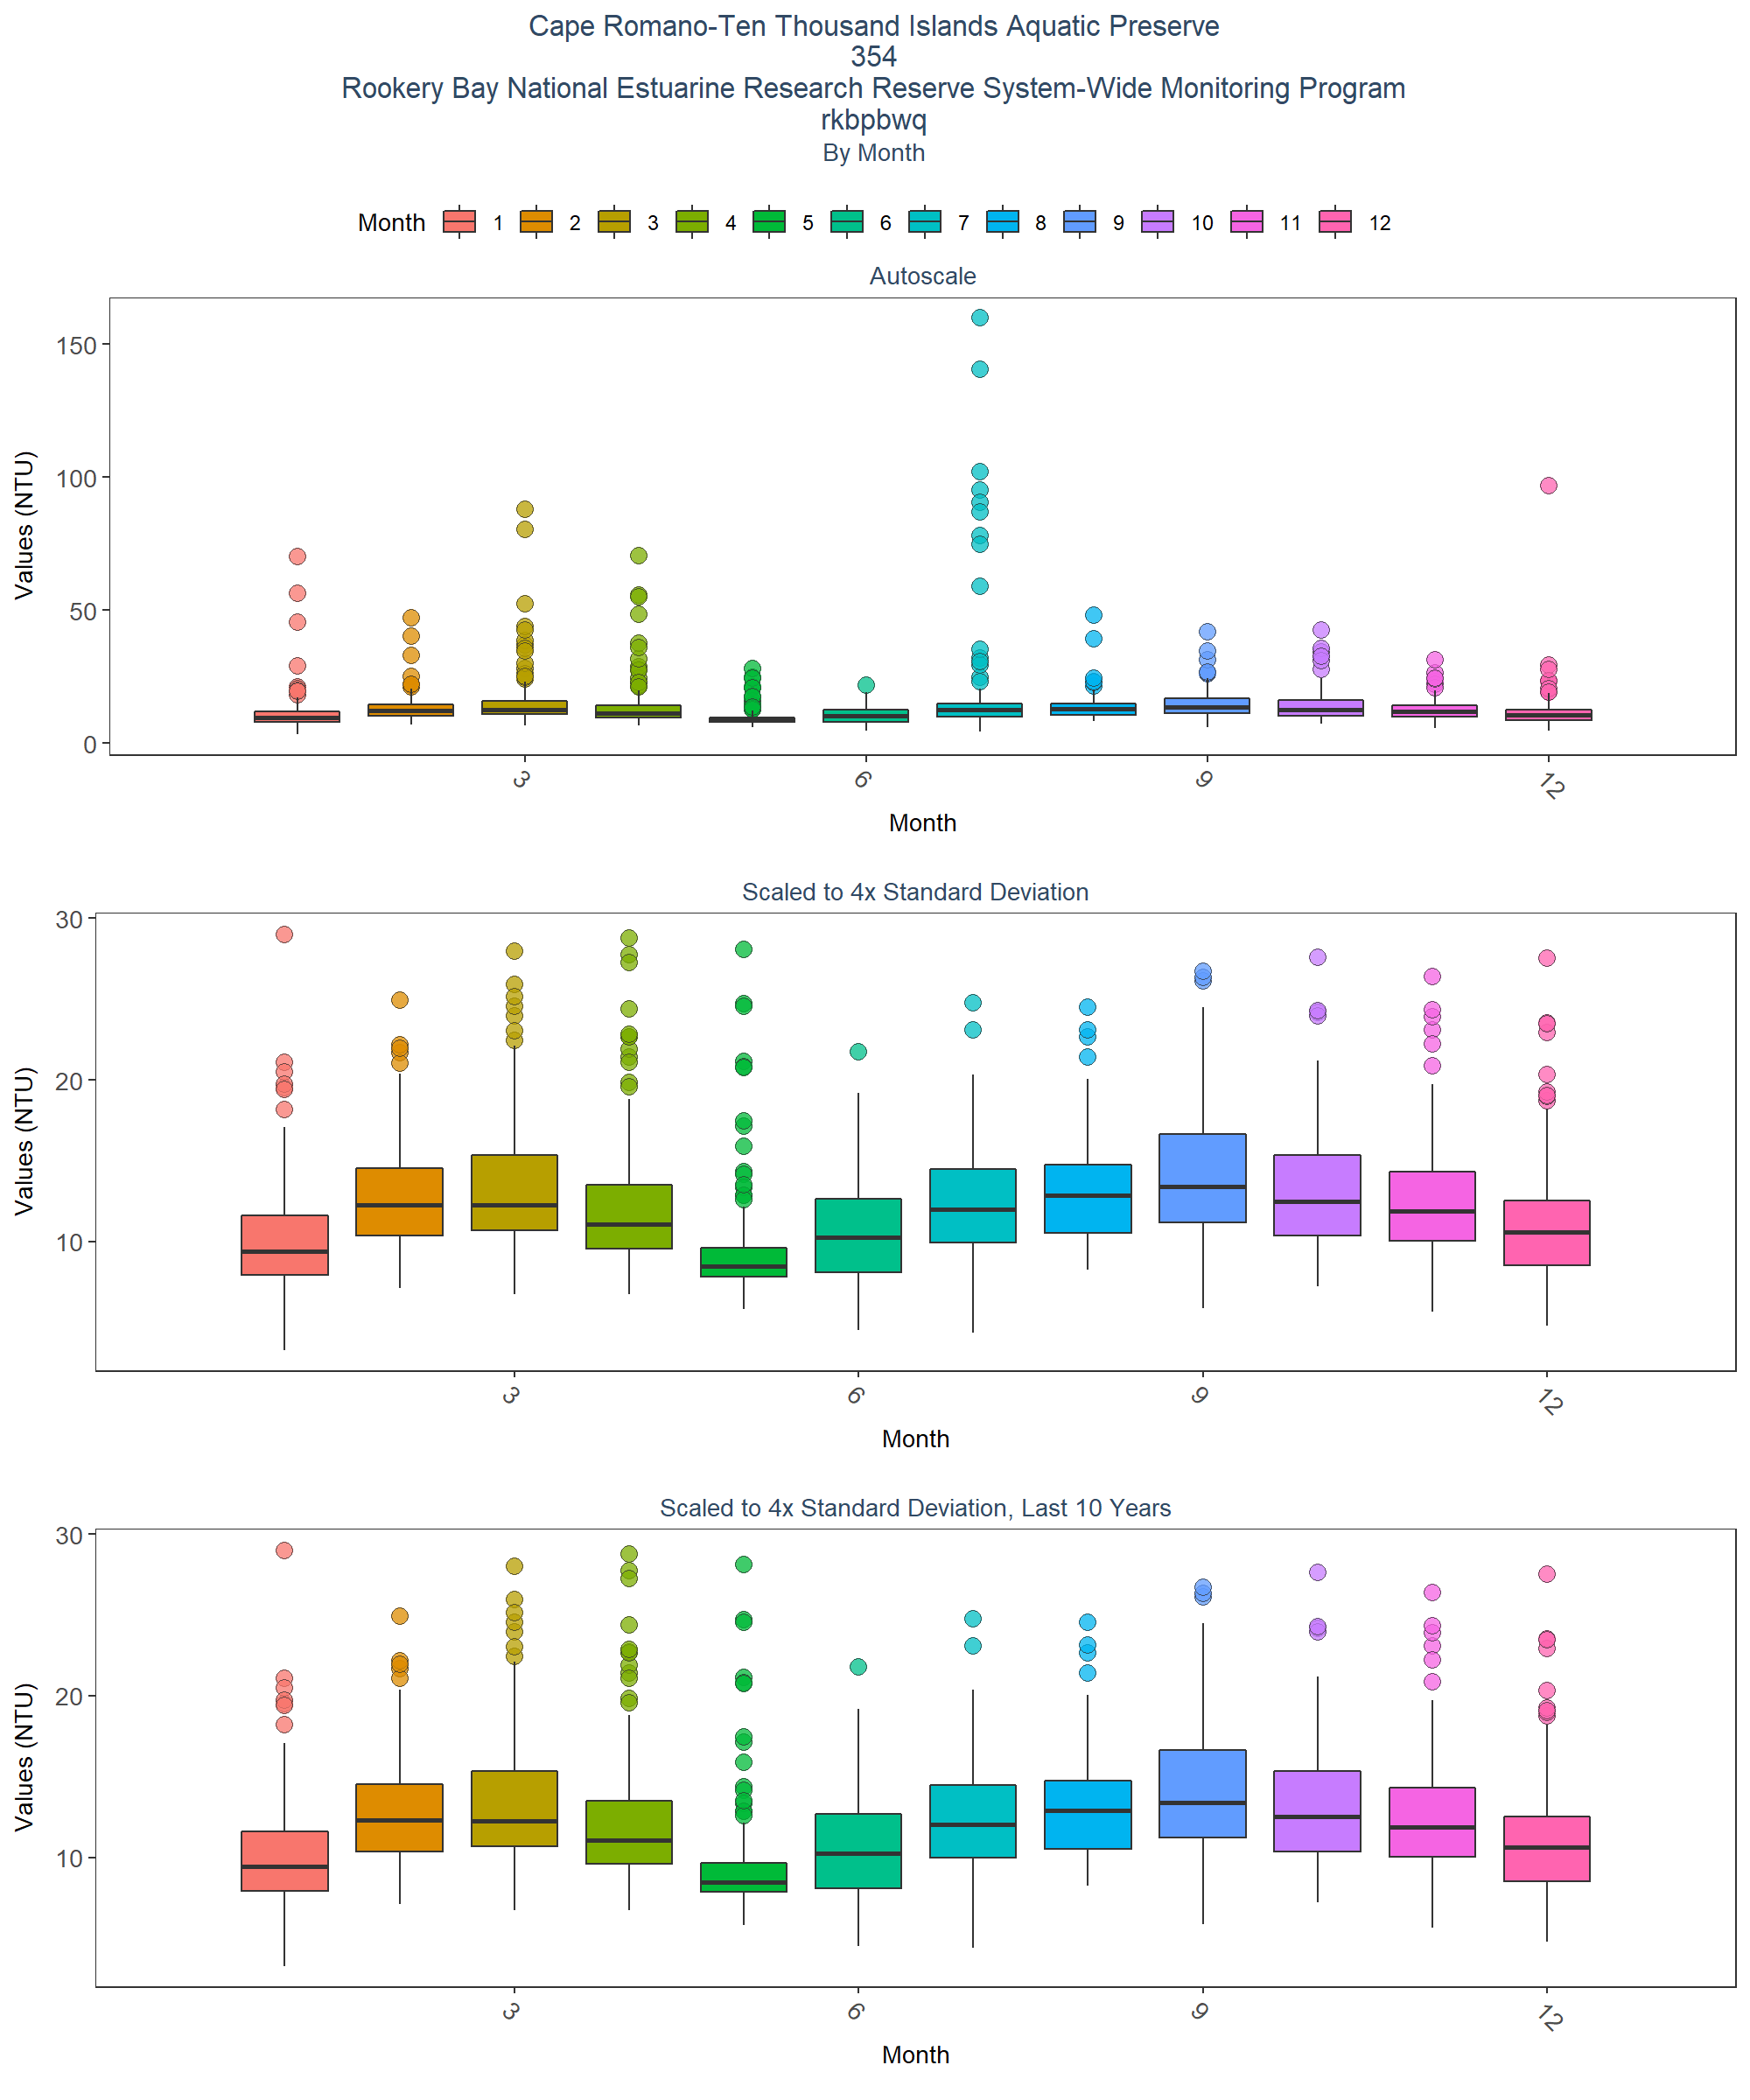 Cape Romano-Ten Thousand Islands Aquatic Preserve
354
Rookery Bay National Estuarine Research Reserve System-Wide Monitoring Program
rkbpbwq
By Month
Month 1 2 3 4 5 6 7 8 9 10 11 12
Autoscale
Values (NTU)
150
100
50
0
3 6 9 12
Month
Scaled to 4x Standard Deviation
Values (NTU)
30
20
10
3 6 9 12
Month
Scaled to 4x Standard Deviation, Last 10 Years
Values (NTU)
30
20
10
3 6 9 12
Month